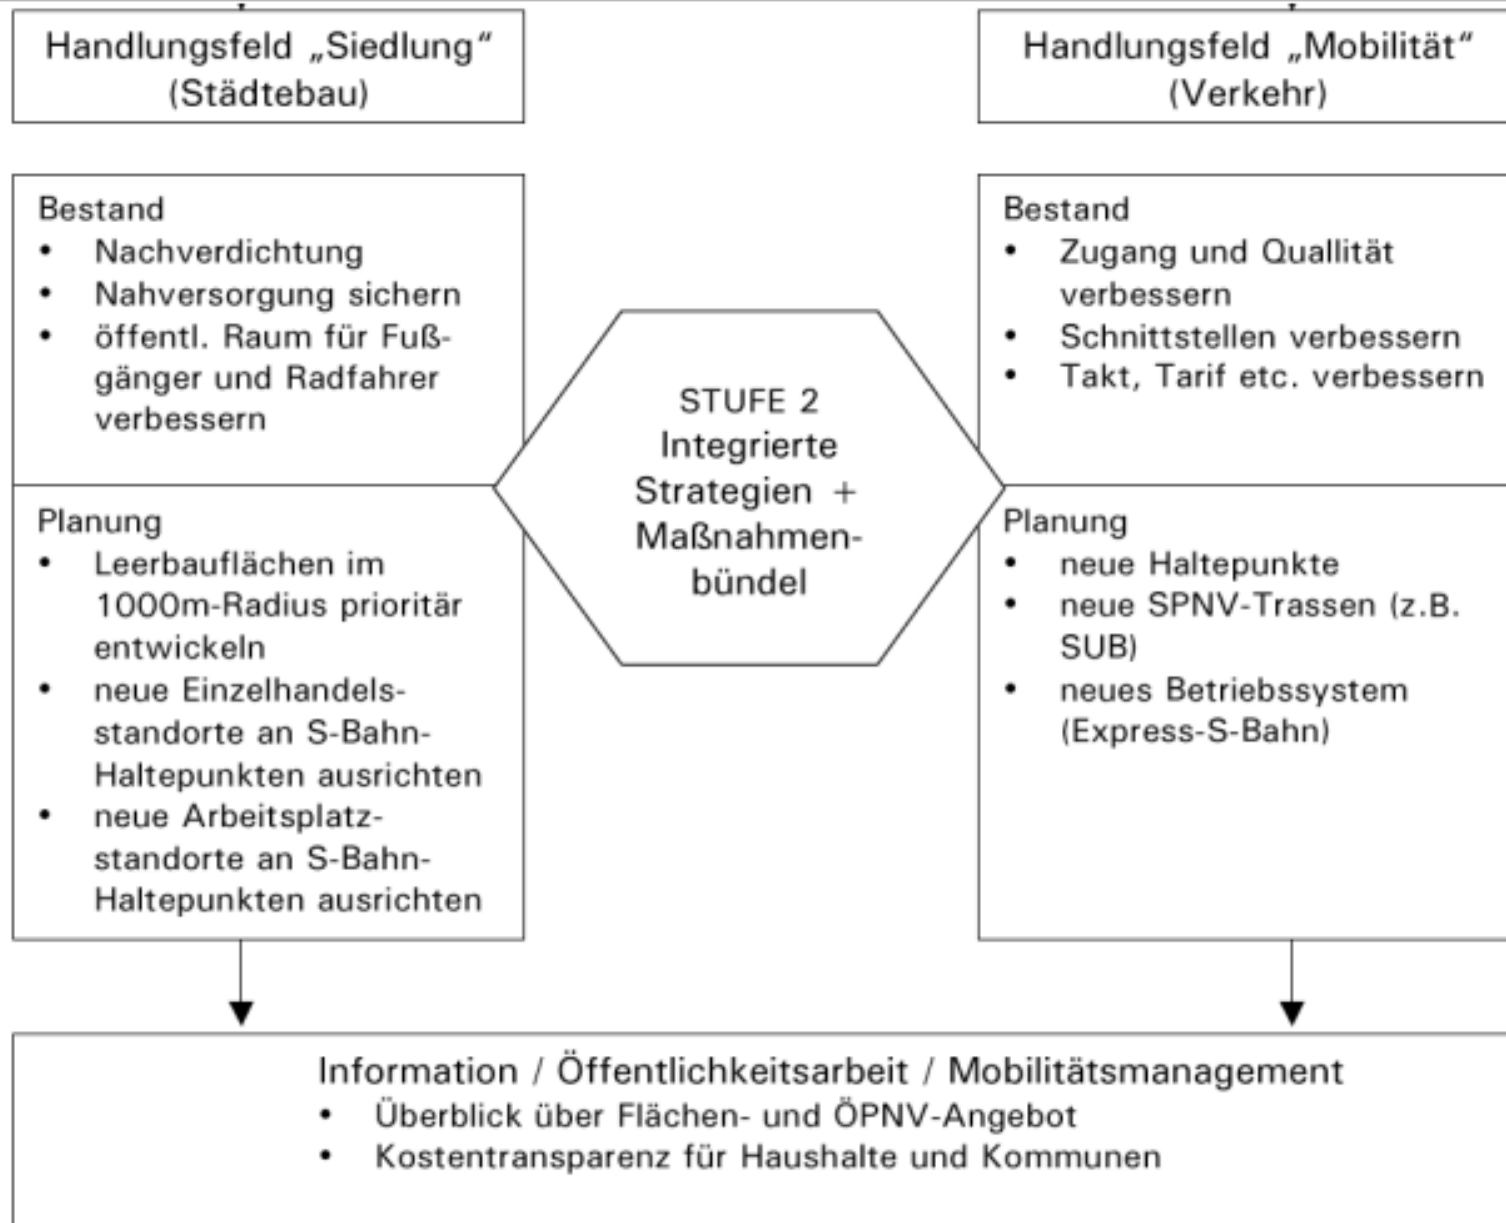 Handlungsfeld „Siedlung“
(Städtebau)
Handlungsfeld „Mobilität“
(Verkehr)
Bestand
• Nachverdichtung
• Nahversorgung sichern
• öffentl. Raum für Fuß-
gänger und Radfahrer
verbessern
Planung
• Leerbauflächen im
1000m-Radius prioritär
entwickeln
• neue Einzelhandels-
standorte an S-Bahn-
Haltepunkten ausrichten
• neue Arbeitsplatz-
standorte an S-Bahn-
Haltepunkten ausrichten
STUFE 2
Integrierte
Strategien +
Maßnahmen-
bündel
Bestand
• Zugang und Quallität
verbessern
• Schnittstellen verbessern
• Takt, Tarif etc. verbessern
Planung
• neue Haltepunkte
• neue SPNV-Trassen (z.B.
SUB)
• neues Betriebssystem
(Express-S-Bahn)
Information / Öffentlichkeitsarbeit / Mobilitätsmanagement
• Überblick über Flächen- und ÖPNV-Angebot
• Kostentransparenz für Haushalte und Kommunen